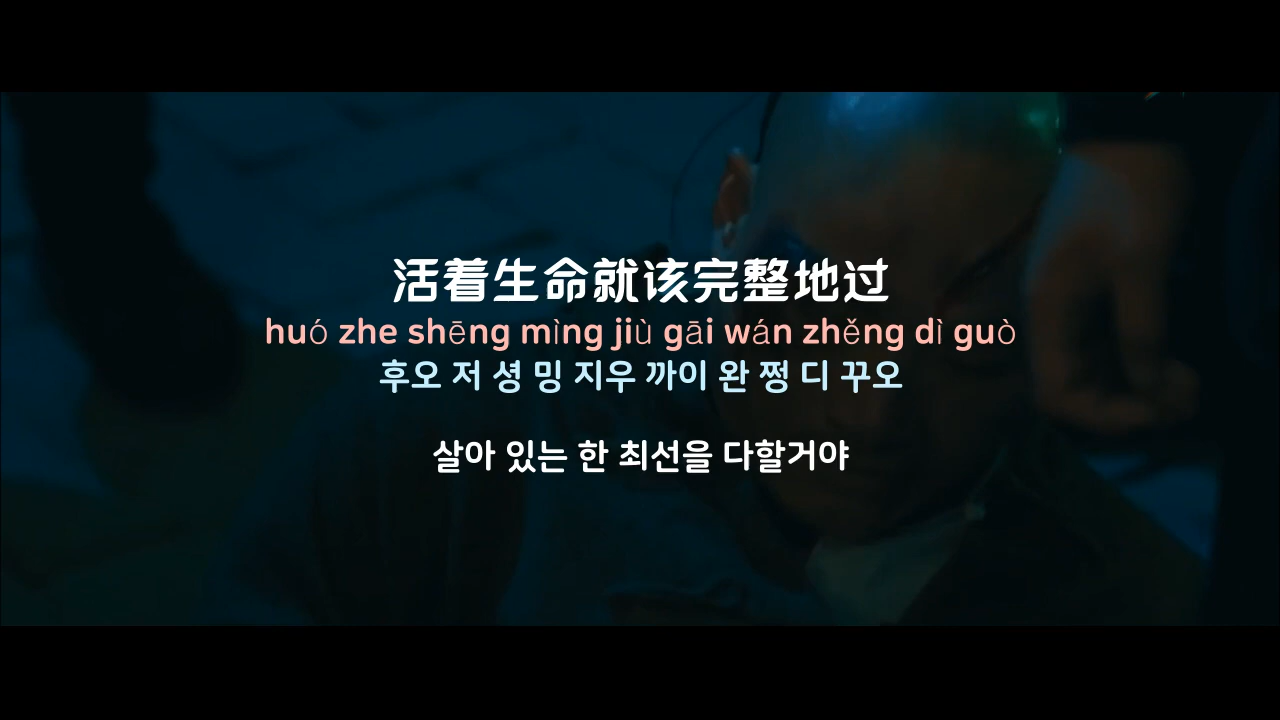 活着生命就该完整地过
huó zhe shēng mìng jiù gāi wán zhěng dì guò
후오 저 셩 밍 지우 까이 완 쩡 디 꾸오
살아 있는 한 최선을 다할거야